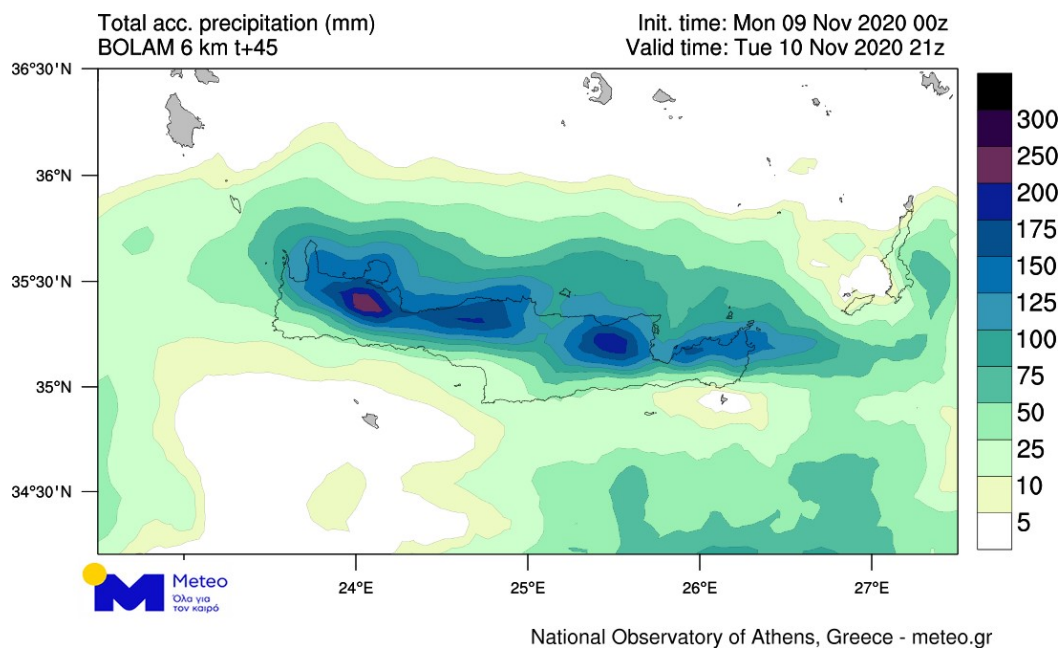 Total acc. precipitation (mm)
Init. time: Mon 09 Nov 2020 00z
BOLAM 6 km t+45
Valid time: Tue 10 Nov 2020 21z
36°30'N
36°N
35°30'N
35°N
34°30'N
24°E
25°E
26°E
27°E
300
250
200
175
150
125
100
75
50
25
10
5
Meteo
Όλα για
τον καιρό
National Observatory of Athens, Greece - meteo.gr